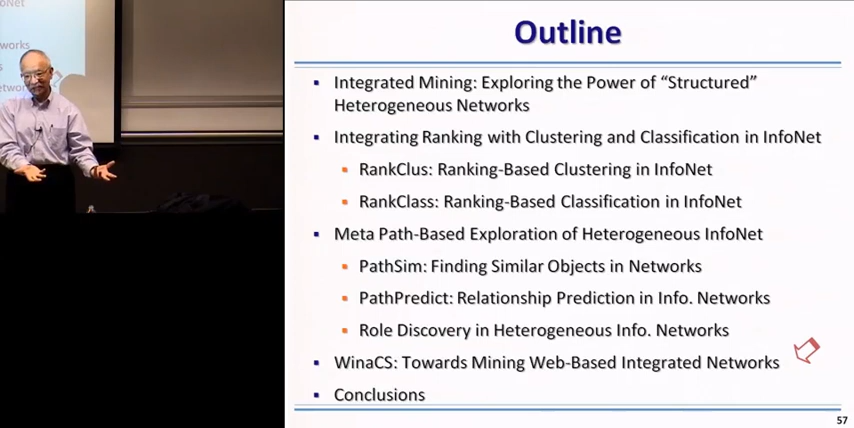 foNet
works
s
etwork
Outline
▪ Integrated Mining: Exploring the Power of “Structured”
Heterogeneous Networks
▪ Integrating Ranking with Clustering and Classification in InfoNet
▪ RankClus: Ranking-Based Clustering in InfoNet
▪ RankClass: Ranking-Based Classification in InfoNet
▪ Meta Path-Based Exploration of Heterogeneous InfoNet
▪ PathSim: Finding Similar Objects in Networks
▪ PathPredict: Relationship Prediction in Info. Networks
▪ Role Discovery in Heterogeneous Info. Networks
▪ WinaCS: Towards Mining Web-Based Integrated Networks
▪ Conclusions
57